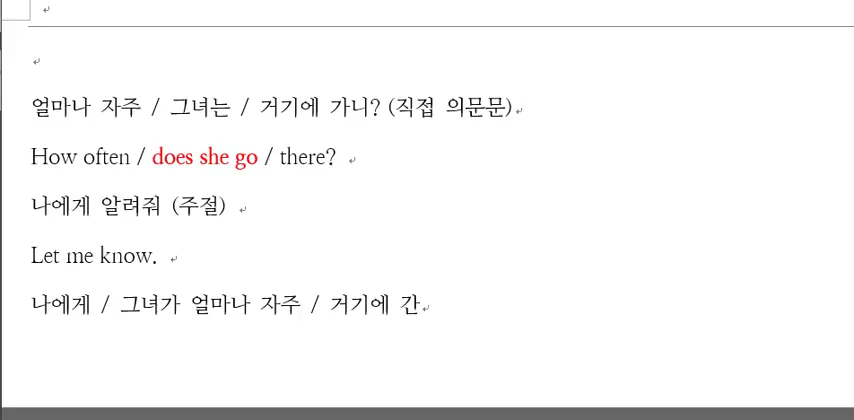 얼마나 자주 / 그녀는 / 거기에 가니? (직접 의문문)
How often / does she go / there?
나에게 알려줘 (주절)
Let me know.
나에게 / 그녀가 얼마나 자주 / 거기에 간